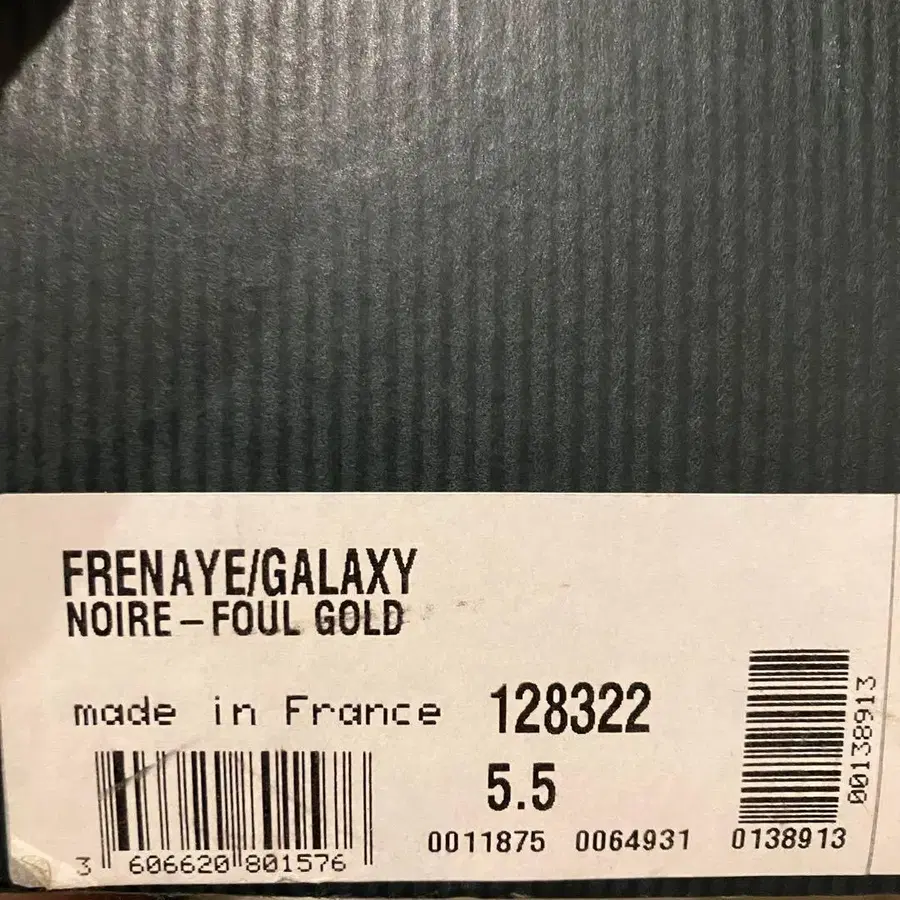 FRENAYE/GALAXY
NOIRE – FOUL GOLD
made in France 128322
5.5
3 606620 801576
0011875 0064931 0138913
00138913